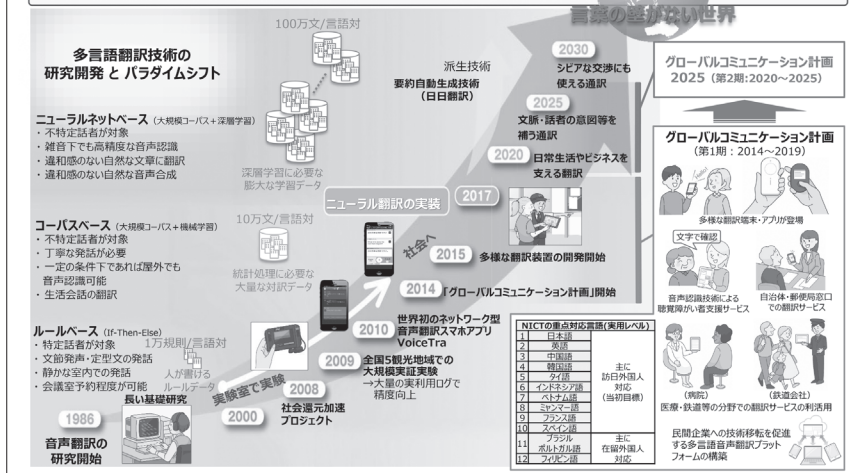 言葉の壁がない世界
多言語翻訳技術の
研究開発 と パラダイムシフト
100万文/言語対
深層学習に必要な
膨大な学習データ
派生技術
要約自動生成技術
(日日翻訳)
2030
シビアな交渉にも
使える通訳
2025
文脈・話者の意図等を
補う通訳
2020
日常生活やビジネスを
支える翻訳
ニューラルネットベース(大規模コーパス+深層学習)
・不特定話者が対象
・雑音下でも高精度な音声認識
・違和感のない自然な文章に翻訳
・違和感のない自然な音声合成
ニューラル翻訳の実装
2017
コーパスベース(大規模コーパス+機械学習)
・不特定話者が対象
・丁寧な発話が必要
・一定の条件下であれば屋外でも
音声認識可能
・生活会話の翻訳
10万文/言語対
統計処理に必要な
大量な対訳データ
社会へ
2015
多様な翻訳装置の開発開始
2014
「グローバルコミュニケーション計画」開始
2010
世界初のネットワーク型
音声翻訳スマホアプリ
VoiceTra
2009
全国5観光地域での
大規模実証実験
→大量の実利用ログで
精度向上
2008
社会還元加速
プロジェクト
ルールベース(If-Then-Else)
・特定話者が対象
・文節発声・定型文の発話
・静かな室内での発話
・会議室予約程度が可能
1万規則/言語対
人が書ける
ルールデータ
実験室で実験
2000
長い基礎研究
1986
音声翻訳の
研究開始
グローバルコミュニケーション計画
2025(第2期:2020~2025)
グローバルコミュニケーション計画
(第1期:2014~2019)
多様な翻訳端末・アプリが登場
文字で確認
音声認識技術による
聴覚障がい者支援サービス
自治体・郵便局窓口
での翻訳サービス
(病院)
(鉄道会社)
医療・鉄道等の分野での翻訳サービスの利活用
民間企業への技術移転を促進
する多言語音声翻訳プラット
フォームの構築
NICTの重点対応言語(実用レベル)
1 日本語
2 英語
3 中国語
4 韓国語
5 タイ語
6 インドネシア語
7 ベトナム語
8 ミャンマー語
9 フランス語
10 スペイン語
主に
訪日外国人
対応
(当初目標)
11 ブラジル
ポルトガル語
12 フィリピン語
主に
在留外国人
対応